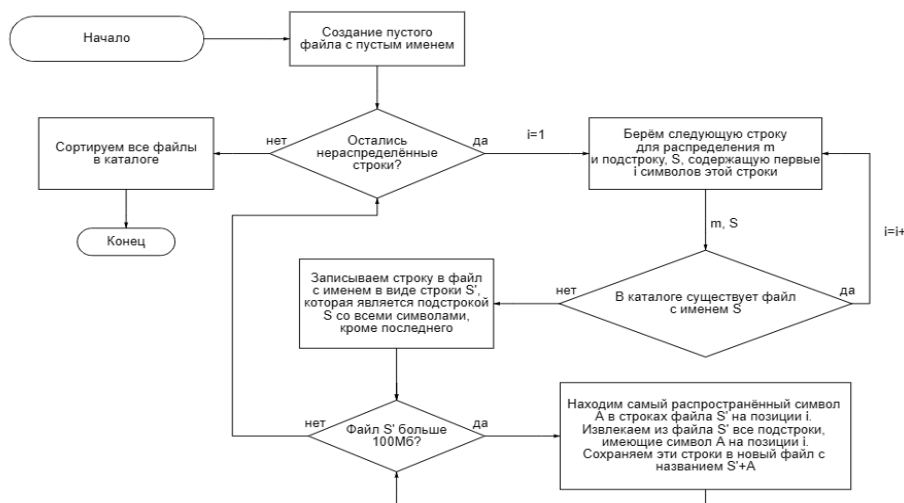 Начало
Создание пустого
файла с пустым именем
Остались
нераспределённые
строки?
нет
да
i=1
Сортируем все файлы
в каталоге
Конец
Берём следующую строку
для распределения m
и подстроку, S, содержащую первые
i символов этой строки
m, S
i=i+
В каталоге существует файл
с именем S
нет
да
Записываем строку в файл
с именем в виде строки S',
которая является подстрокой
S со всеми символами,
кроме последнего
Файл S' больше
100Мб?
нет
да
Находим самый распространённый символ
А в строках файла S' на позиции i.
Извлекаем из файла S' все подстроки,
имеющие символ А на позиции i.
Сохраняем эти строки в новый файл с
названием S'+A